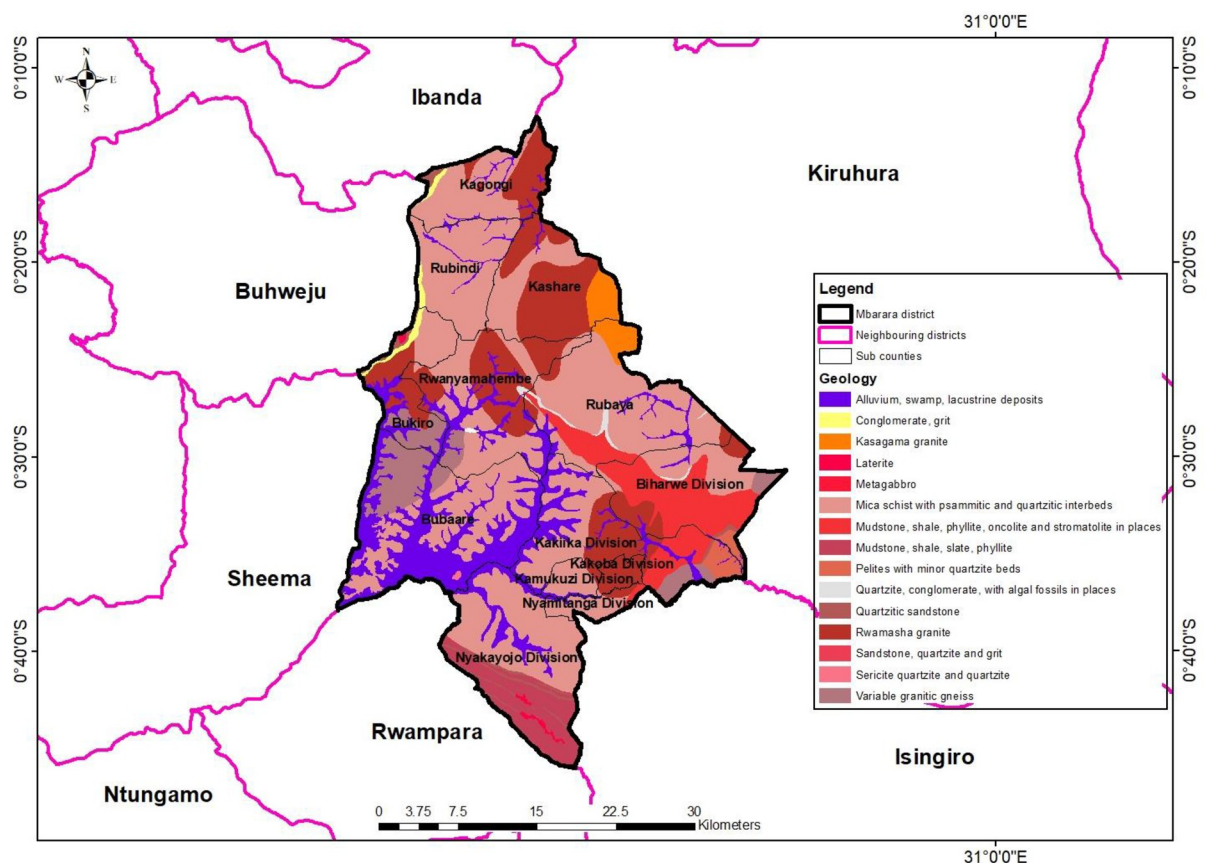 31°0'0"E
N
W E
S
0°10'0"S
0°10'0"S
Ibanda
Kiruhura
Kagongi
0°20'0"S
0°20'0"S
Rubindi
Kashare
Buhweju
Legend
Mbarara district
Neighbouring districts
Sub counties
Geology
Alluvium, swamp, lacustrine deposits
Conglomerate, grit
Kasagama granite
Laterite
Metagabbro
Mica schist with psammitic and quartzitic interbeds
Mudstone, shale, phyllite, oncolite and stromatolite in places
Mudstone, shale, slate, phyllite
Pelites with minor quartzite beds
Quartzite, conglomerate, with algal fossils in places
Quartzitic sandstone
Rwamasha granite
Sandstone, quartzite and grit
Sericite quartzite and quartzite
Variable granitic gneiss
Rwanyamahembe
Rubaya
Bukiro
0°30'0"S
0°30'0"S
Biharwe Division
Bubaare
Kakiika Division
Kakoba Division
Kamukuzi Division
Sheema
Nyamitanga Division
0°40'0"S
0°40'0"S
Nyakayojo Division
Rwampara
Isingiro
Ntungamo
0 3.75 7.5 15 22.5 30
Kilometers
31°0'0"E